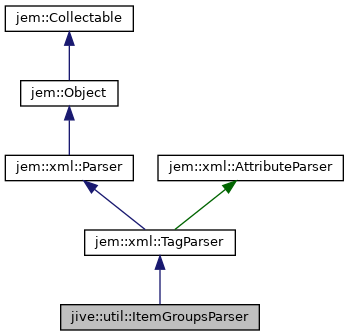 jem::Collectable
jem::Object
jem::xml::Parser
jem::xml::AttributeParser
jem::xml::TagParser
jive::util::ItemGroupsParser